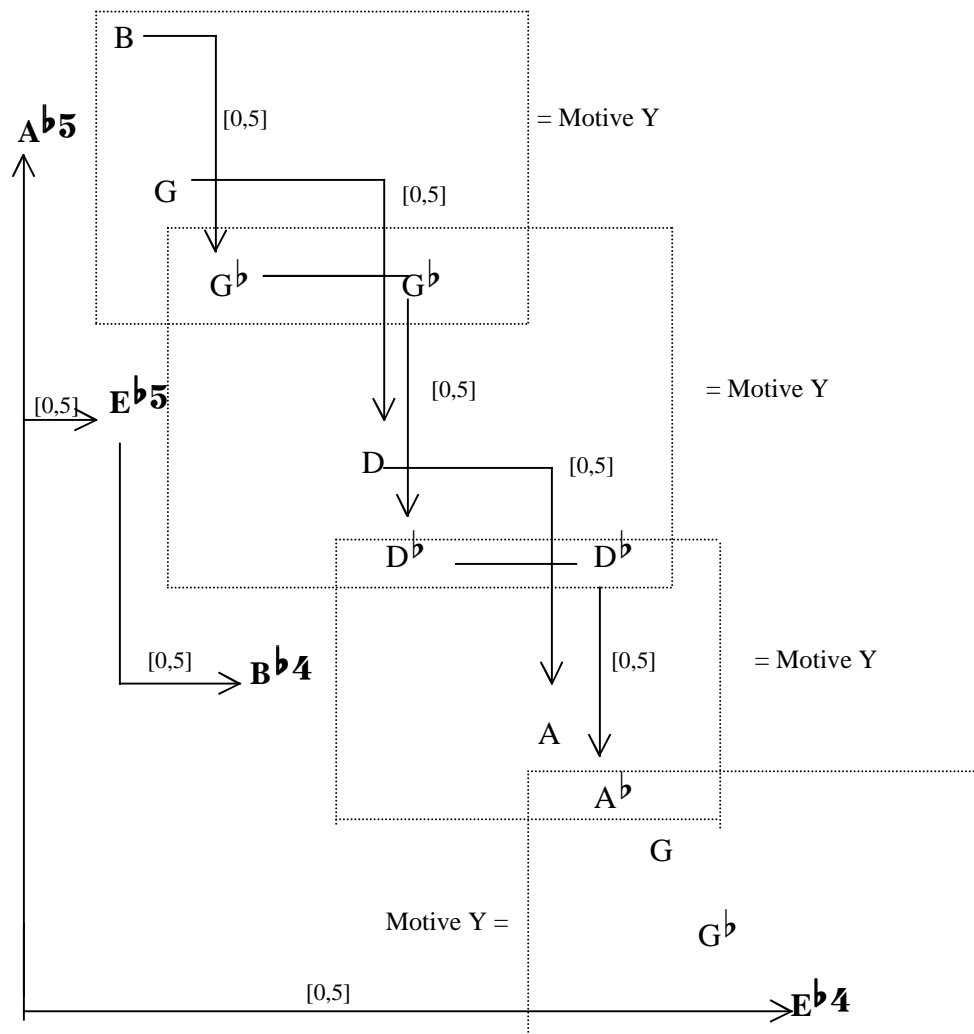 B
[0,5]
= Motive Y
A♭5
G
[0,5]
G♭ G♭
[0,5]
= Motive Y
E♭5
[0,5]
D
[0,5]
D♭ D♭
[0,5]
B♭4
[0,5]
= Motive Y
A
A♭
G
Motive Y =
G♭
[0,5]
E♭4